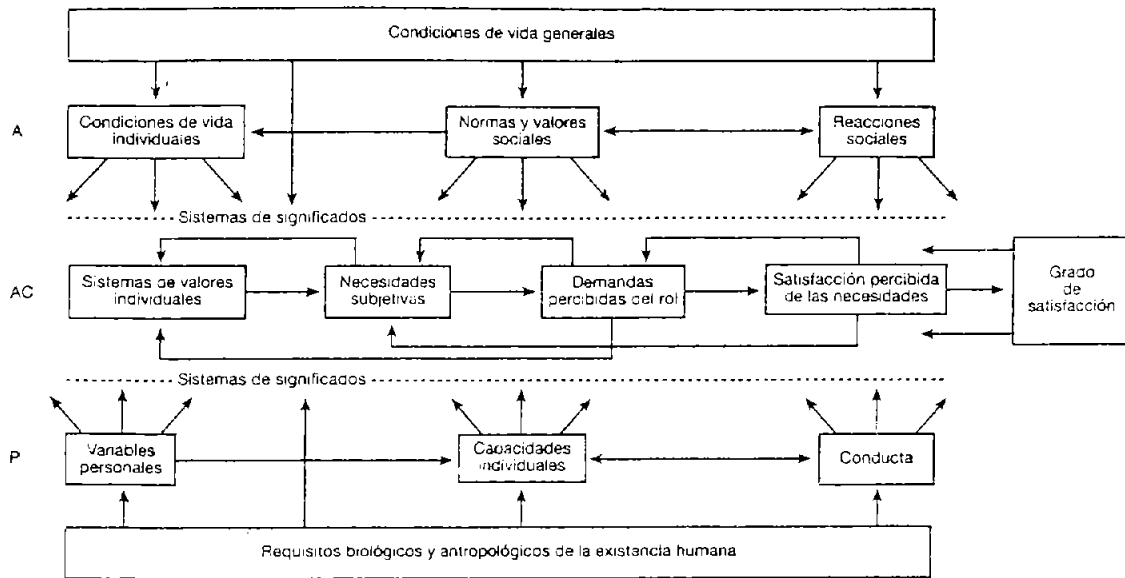 Condiciones de vida generales
A
Condiciones de vida
individuales
Normas y valores
sociales
Reacciones
sociales
Sistemas de significados
AC
Sistemas de valores
individuales
Necesidades
subjetivas
Demandas
percibidas del rol
Satisfacción percibida
de las necesidades
Grado
de
satisfacción
Sistemas de significados
P
Variables
personales
Capacidades
individuales
Conducta
Requisitos biológicos y antropológicos de la existancia humana